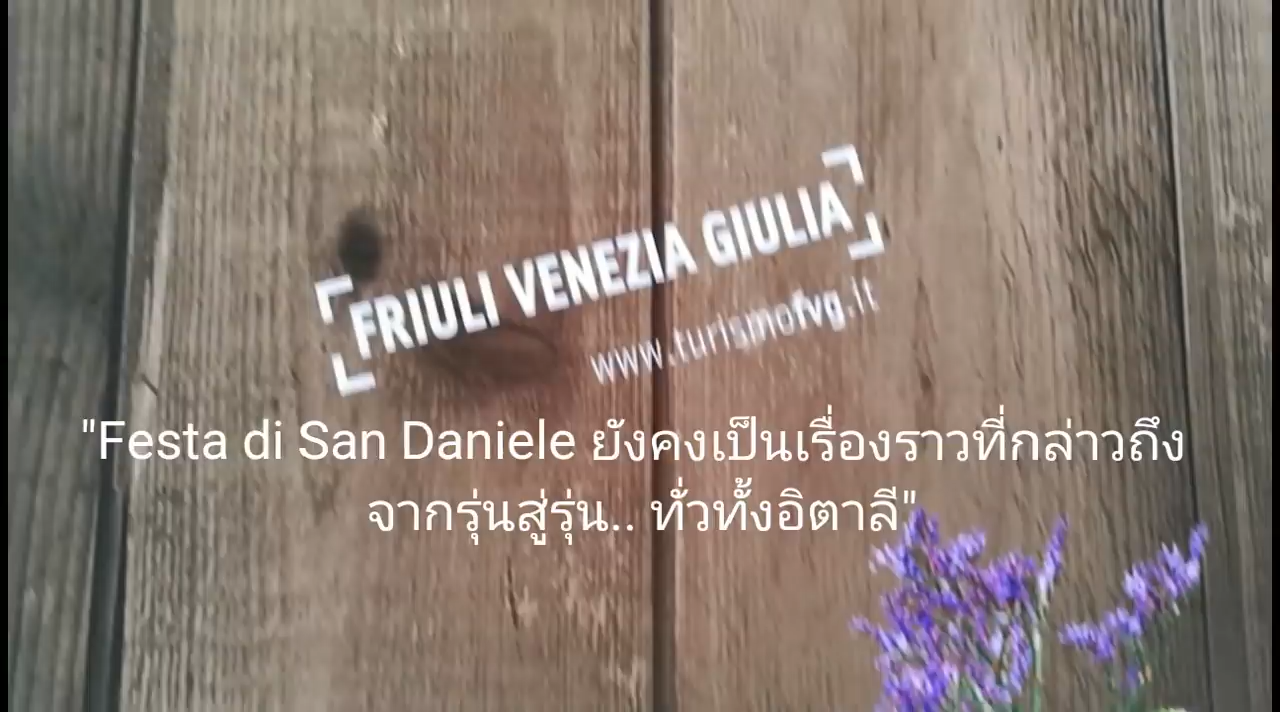 FRIULI VENEZIA GIULIA
www.turismofvg.it
"Festa di San Daniele ยังคงเป็นเรื่องราวที่กล่าวถึง
จากรุ่นสู่รุ่น.. ทั่วทั้งอิตาลี"